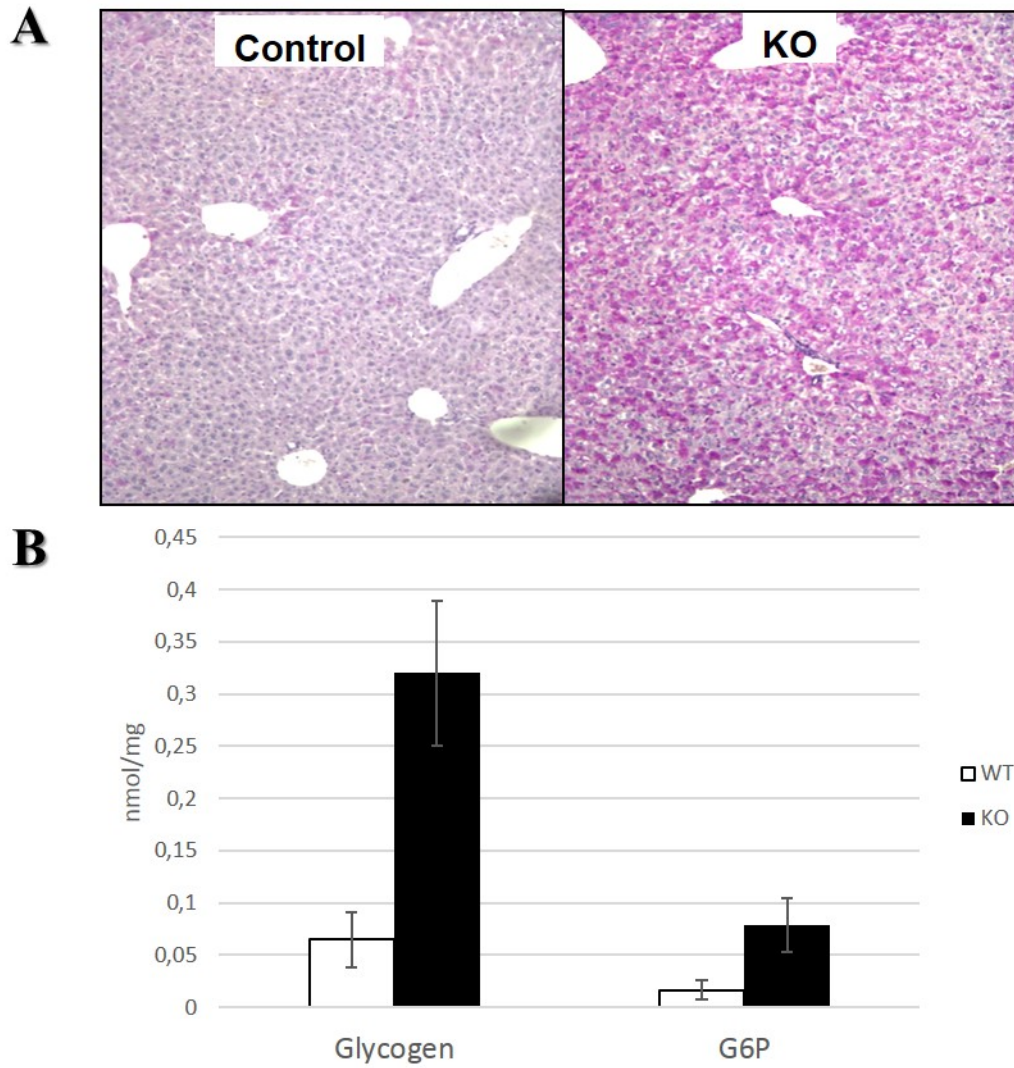 A
Control
KO
B
0,45
0,4
0,35
0,3
0,25
0,2
0,15
0,1
0,05
0
nmol/mg
WT
KO
Glycogen
G6P